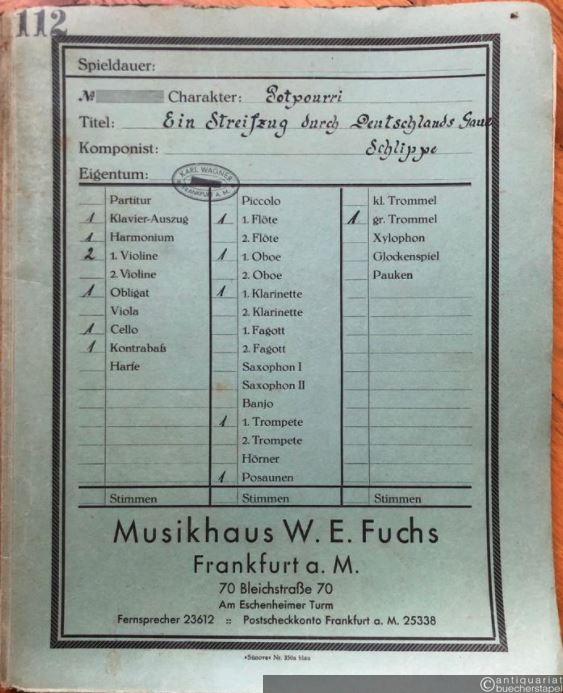 112
Spieldauer:
№ Charakter: Potpourri
Titel: Ein Streifzug durch Deutschlands Gaue
Komponist: Schlippe
Eigentum:
KARL WAGNER
FRANKFURT A. M.
Partitur
1 Klavier-Auszug
1 Harmonium
2 1. Violine
2. Violine
1 Obligat
Viola
1 Cello
1 Kontrabaß
Harfe
Stimmen
Piccolo
1 1. Flöte
2. Flöte
1 1. Oboe
2. Oboe
1 1. Klarinette
2. Klarinette
1. Fagott
2. Fagott
Saxophon I
Saxophon II
Banjo
1 1. Trompete
2. Trompete
Hörner
1 Posaunen
Stimmen
kl. Trommel
1 gr. Trommel
Xylophon
Glockenspiel
Pauken
Stimmen
Musikhaus W. E. Fuchs
Frankfurt a. M.
70 Bleichstraße 70
Am Eschenheimer Turm
Fernsprecher 23612 :: Postscheckkonto Frankfurt a. M. 25338
»Sünova« Nr. 350a blau
antiquariat
buecherstapel